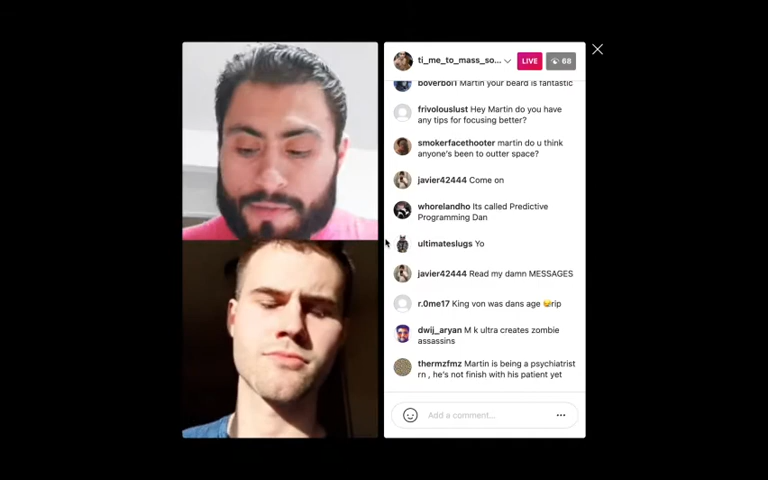 ti_me_to_mass_so...
LIVE
68
boverboi1 Martin your beard is fantastic
frivolouslust Hey Martin do you have
any tips for focusing better?
smokerfacethooter martin do u think
anyone's been to outter space?
javier42444 Come on
whorelandho Its called Predictive
Programming Dan
ultimateslugs Yo
javier42444 Read my damn MESSAGES
r.0me17 King von was dans age 😂rip
dwij_aryan M k ultra creates zombie
assassins
thermzfmz Martin is being a psychiatrist
rn , he's not finish with his patient yet
Add a comment...